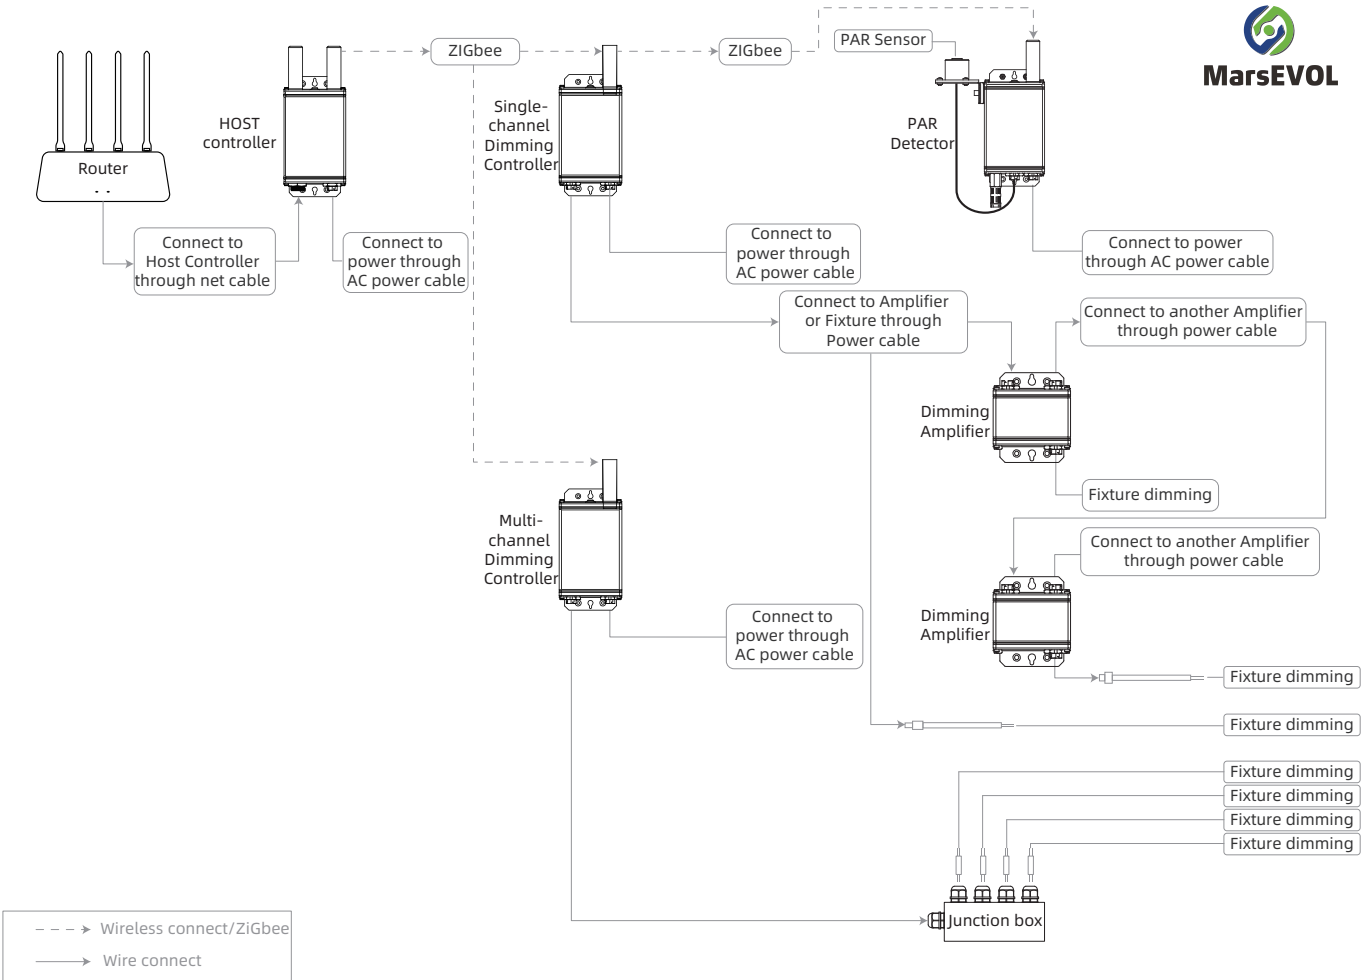 ZIGbee
ZIGbee
PAR Sensor
MarsEVOL
Router
HOST
controller
Single-
channel
Dimming
Controller
PAR
Detector
Connect to
Host Controller
through net cable
Connect to
power through
AC power cable
Connect to
power through
AC power cable
Connect to power
through AC power cable
Connect to Amplifier
or Fixture through
Power cable
Connect to another Amplifier
through power cable
Dimming
Amplifier
Fixture dimming
Multi-
channel
Dimming
Controller
Connect to another Amplifier
through power cable
Dimming
Amplifier
Connect to
power through
AC power cable
Fixture dimming
Fixture dimming
Fixture dimming
Fixture dimming
Fixture dimming
Fixture dimming
Junction box
Wireless connect/ZiGbee
Wire connect